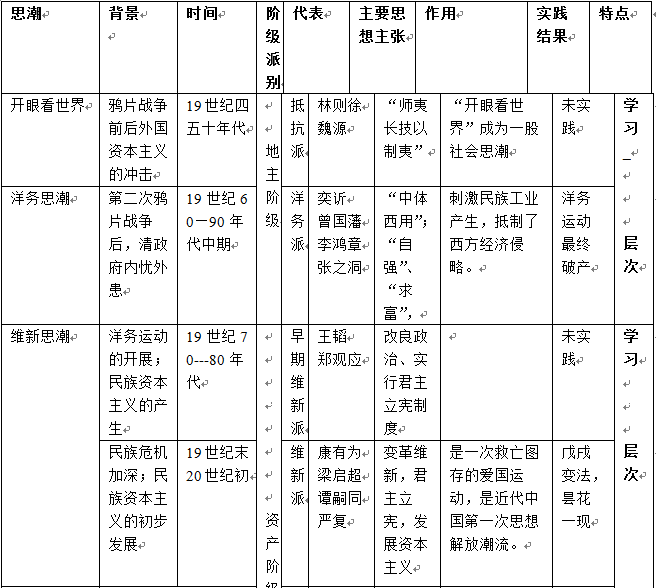 思潮
背景
时间
阶
级
派
别
代表
主要思
想主张
作用
实践
结果
特点
开眼看世界
鸦片战争
前后外国
资本主义
的冲击
19世纪四
五十年代
地
主
阶
级
抵
抗
派
林则徐
魏源
“师夷
长技以
制夷”
“开眼看世
界”成为一股
社会思潮
未实
践
学
习
_
层
次
洋务思潮
第二次鸦
片战争
后，清政
府内忧外
患
19世纪6
0－90年
代中期
洋
务
派
奕䜣
曾国藩
李鸿章
张之洞
“中体
西用”；
“自
强”、
“求
富”，
刺激民族工业
产生，抵制了
西方经济侵
略。
洋务
运动
最终
破产
维新思潮
洋务运动
的开展；
民族资本
主义的产
生
19世纪7
0---80年
代
资
产
阶
级
早
期
维
新
派
王韬
郑观应
改良政
治、实
行君主
立宪制
度
未实
践
学
习
层
次
民族危机
加深；民
族资本主
义的初步
发展
19世纪末
20世纪初
维
新
派
康有为
梁启超
谭嗣同
严复
变革维
新，君
主立
宪，发
展资本
主义
是一次救亡图
存的爱国运
动，是近代中
国第一次思想
解放潮流。
戊戌
变法，
昙花
一现